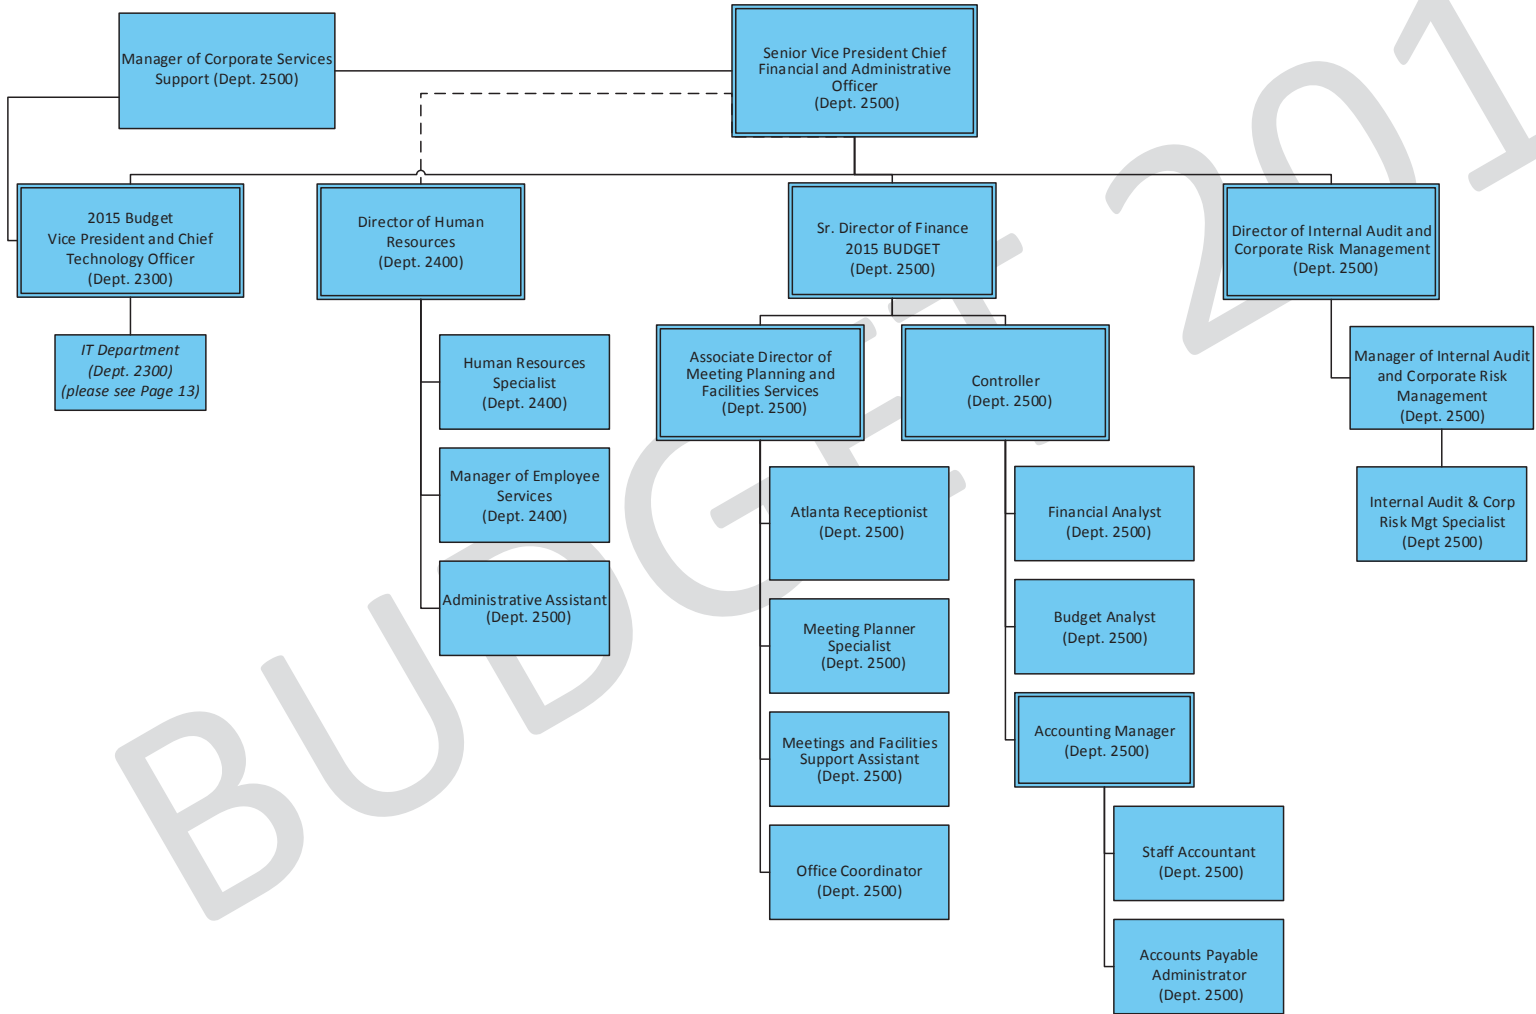 Manager of Corporate Services
Support (Dept. 2500)
Senior Vice President Chief
Financial and Administrative
Officer
(Dept. 2500)
2015 Budget
Vice President and Chief
Technology Officer
(Dept. 2300)
Director of Human
Resources
(Dept. 2400)
Sr. Director of Finance
2015 BUDGET
(Dept. 2500)
Director of Internal Audit and
Corporate Risk Management
(Dept. 2500)
IT Department
(Dept. 2300)
(please see Page 13)
Human Resources
Specialist
(Dept. 2400)
Manager of Employee
Services
(Dept. 2400)
Administrative Assistant
(Dept. 2500)
Associate Director of
Meeting Planning and
Facilities Services
(Dept. 2500)
Controller
(Dept. 2500)
Manager of Internal Audit
and Corporate Risk
Management
(Dept. 2500)
Internal Audit & Corp
Risk Mgt Specialist
(Dept 2500)
Atlanta Receptionist
(Dept. 2500)
Meeting Planner
Specialist
(Dept. 2500)
Meetings and Facilities
Support Assistant
(Dept. 2500)
Office Coordinator
(Dept. 2500)
Financial Analyst
(Dept. 2500)
Budget Analyst
(Dept. 2500)
Accounting Manager
(Dept. 2500)
Staff Accountant
(Dept. 2500)
Accounts Payable
Administrator
(Dept. 2500)
BUDGET 201